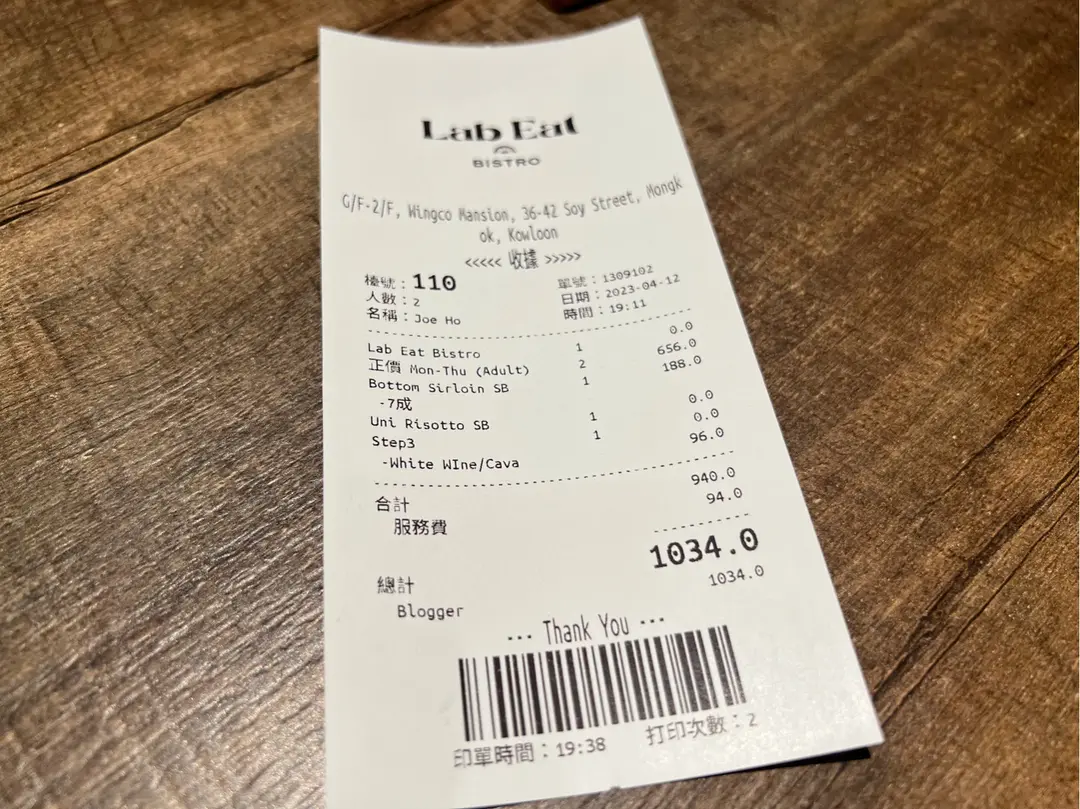 Lab Eat
BISTRO
G/F-2/F, Wingco Mansion, 36-42 Soy Street, Mongk
ok, Kowloon
<<<<< 收據 >>>>>
檯號：110 單號：1309102
人數：2 日期：2023-04-12
名稱：Joe Ho 時間：19:11
Lab Eat Bistro 1 0.0
正價 Mon-Thu (Adult) 2 656.0
Bottom Sirloin SB 1 188.0
-7成
Uni Risotto SB 1 0.0
Step3 1 0.0
-White WIne/Cava 96.0
合計 940.0
服務費 94.0
總計 1034.0
Blogger 1034.0
--- Thank You ---
印單時間：19:38 打印次數：2